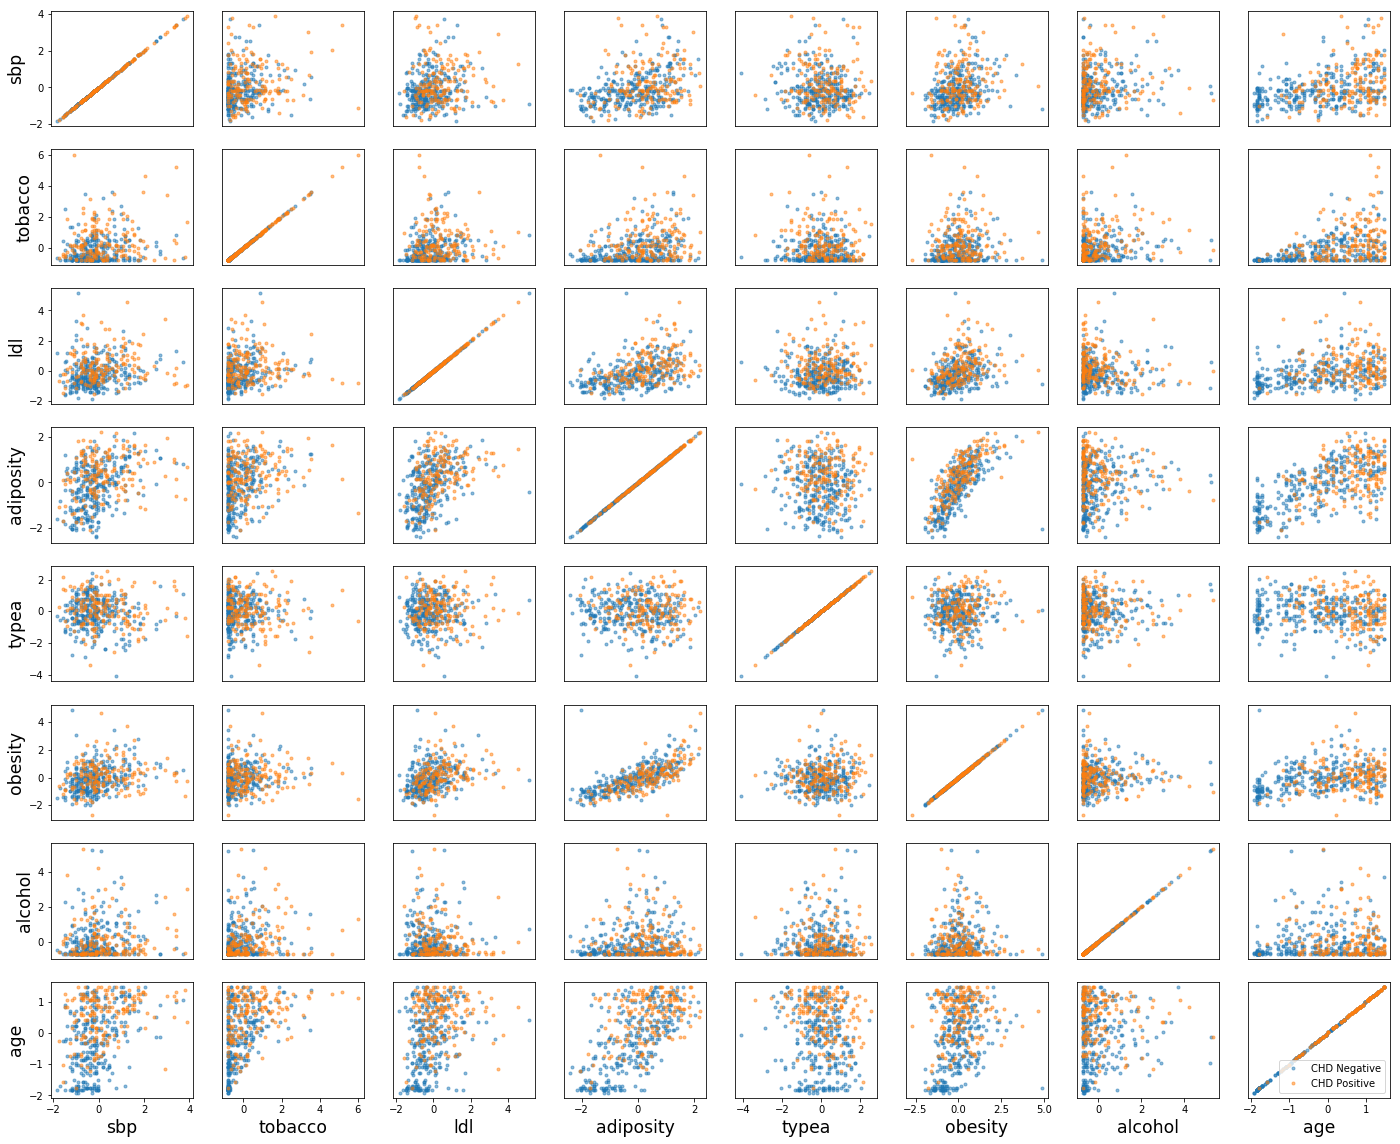 4
2
0
−2
sbp
6
4
2
0
tobacco
4
2
0
−2
ldl
2
0
−2
adiposity
2
0
−2
−4
typea
4
2
0
−2
obesity
4
2
0
alcohol
1
0
−1
−2
age
CHD Negative
CHD Positive
−2 0 2 4
0 2 4 6
−2 0 2 4
−2 0 2
−4 −2 0 2
−2.5 0.0 2.5 5.0
0 2 4
−2 −1 0 1
sbp tobacco ldl adiposity typea obesity alcohol age